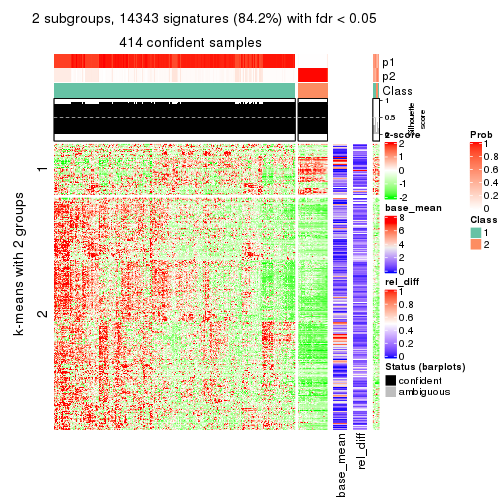 2 subgroups, 14343 signatures (84.2%) with fdr < 0.05
414 confident samples
p1
p2
Class
1
0.5
0
Silhouette
score
k-means with 2 groups
1
2
z-score
2
1
0
-1
-2
base_mean
8
6
4
2
0
rel_diff
1
0.8
0.6
0.4
0.2
0
Status (barplots)
confident
ambiguous
Prob
1
0.8
0.6
0.4
0.2
0
Class
1
2
base_mean
rel_diff